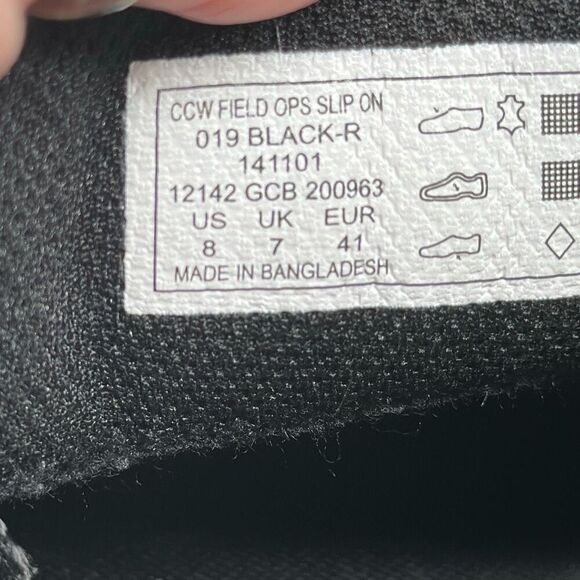 CCW FIELD OPS SLIP ON
019 BLACK-R
141101
12142 GCB 200963
US UK EUR
8 7 41
MADE IN BANGLADESH